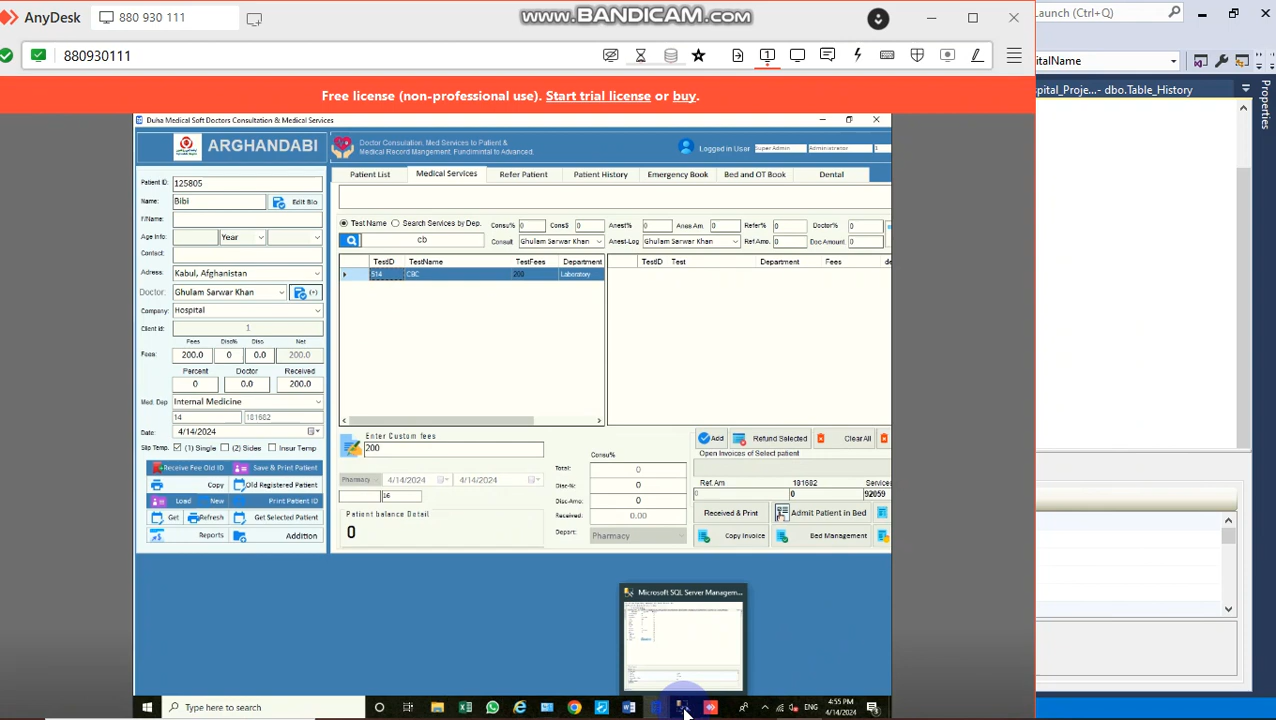 AnyDesk
880 930 111
www.BANDICAM.com
Launch (Ctrl+Q)
880930111
1
italName
Free license (non-professional use). Start trial license or buy.
spital_Proje...- dbo.Table_History
Properties
Duha Medical Soft Doctors Consultation & Medical Services
ARGHANDABI
Doctor Consulation, Med Services to Patient &
Medical Record Mangement. Fundimintal to Advanced.
Logged in User
Super Admin
Administrator
1
Patient List
Medical Services
Refer Patient
Patient History
Emergency Book
Bed and OT Book
Dental
Patient ID:
125805
Name:
Bibi
Edit Bio
F/Name:
Age Info:
Year
Contact:
Adress:
Kabul, Afghanistan
Doctor:
Ghulam Sarwar Khan
(+)
Company:
Hospital
Client Id:
1
Fees
Disc%
Disc
Net
Fees:
200.0
0
0.0
200.0
Percent
Doctor
Received
0
0.0
200.0
Med. Dep
Internal Medicine
14
181682
Date:
4/14/2024
Slip Temp.
(1) Single
(2) Sides
Insur Temp
Receive Fee Old ID
Save & Print Patient
Copy
Old Registered Patient
Load
New
Print Patient ID
Get
Refresh
Get Selected Patient
Reports
Addition
Test Name
Search Services by Dep.
Consu%
0
Cons$
0
Anest%
0
Anes Am.
0
Refer%
0
Doctor%
0
cb
Consult
Ghulam Sarwar Khan
Anest-Log
Ghulam Sarwar Khan
Ref Amo.
0
Doc Amount
0
TestID
TestName
TestFees
Department
514
CBC
200
Laboratory
TestID
Test
Department
Fees
de
Enter Custom fees
200
Pharmacy
4/14/2024
4/14/2024
16
Patient balance Detail
0
Consu%
Total:
0
Disc-%:
0
Disc-Amo:
0
Received:
0.00
Deport:
Pharmacy
Add
Refund Selected
Clear All
Open Invoices of Select patient
Ref. Am
181682
Services
0
0
92059
Received & Print
Admit Patient in Bed
Copy Invoice
Bed Management
Microsoft SQL Server Managem...
Type here to search
ENG
4:55 PM
4/14/2024